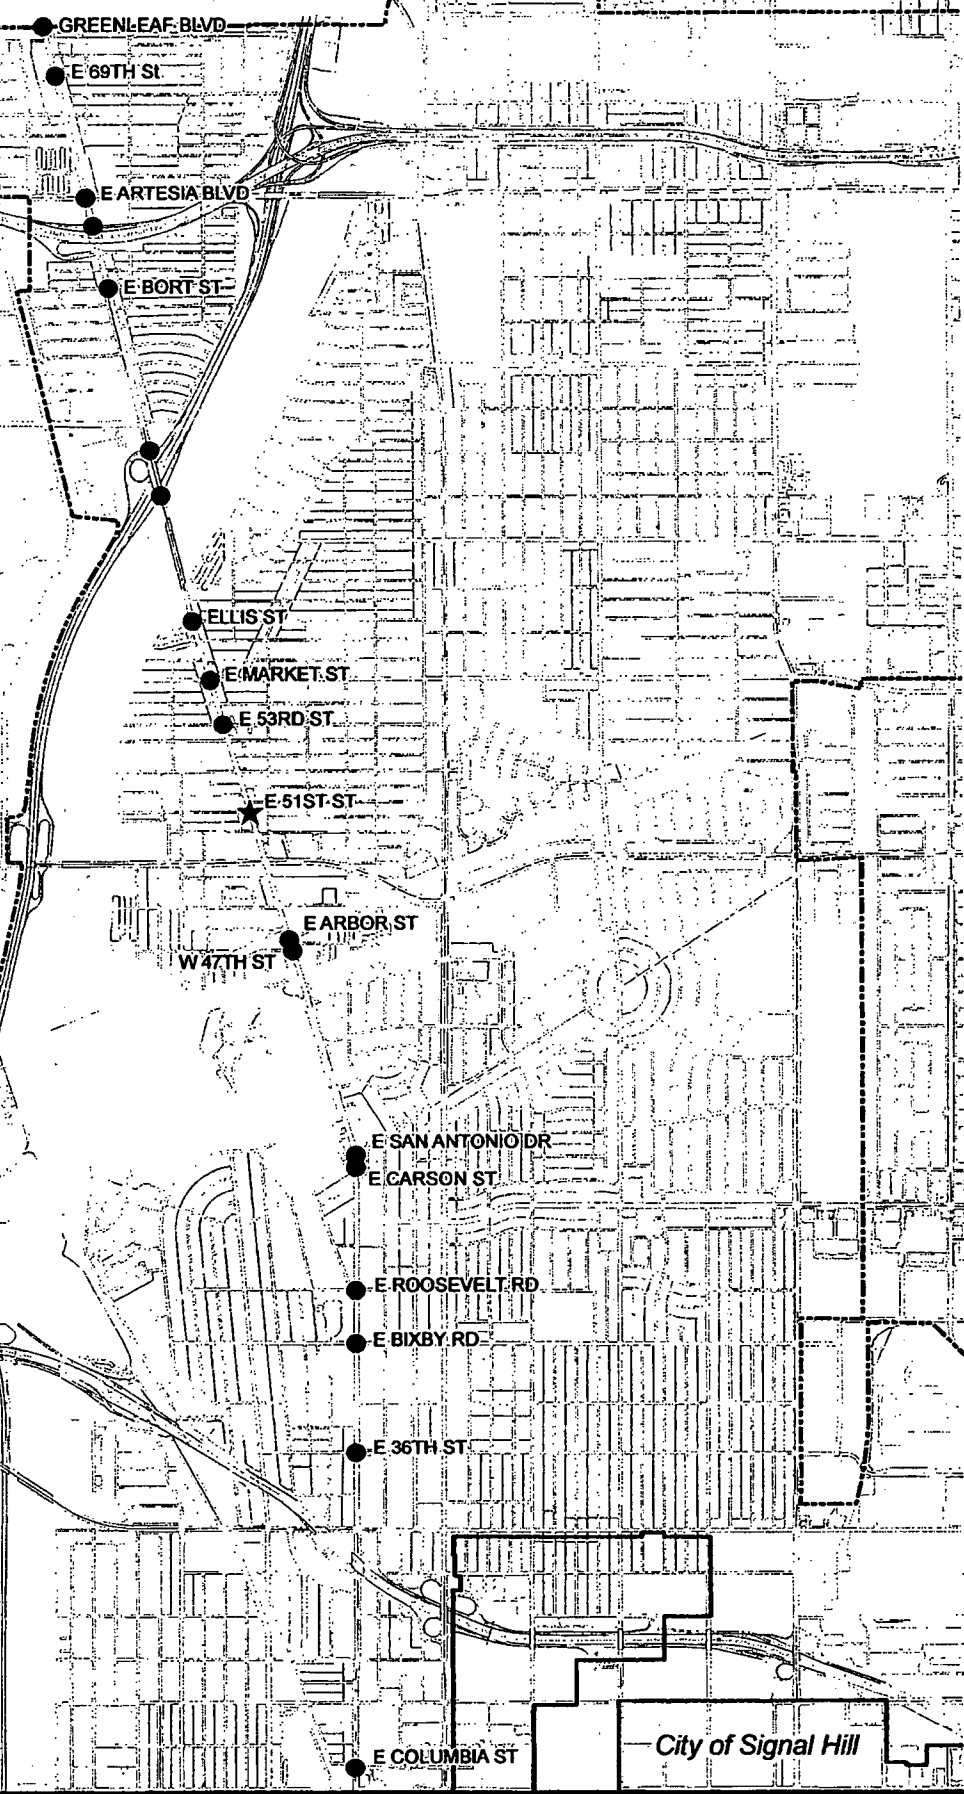 GREENLEAF BLVD
E 69TH St
E ARTESIA BLVD
E BORT ST
ELLIS ST
E MARKET ST
E 53RD ST
E 51ST ST
E ARBOR ST
W 47TH ST
E SAN ANTONIO DR
E CARSON ST
E ROOSEVELT RD
E BIXBY RD
E 36TH ST
City of Signal Hill
E COLUMBIA ST